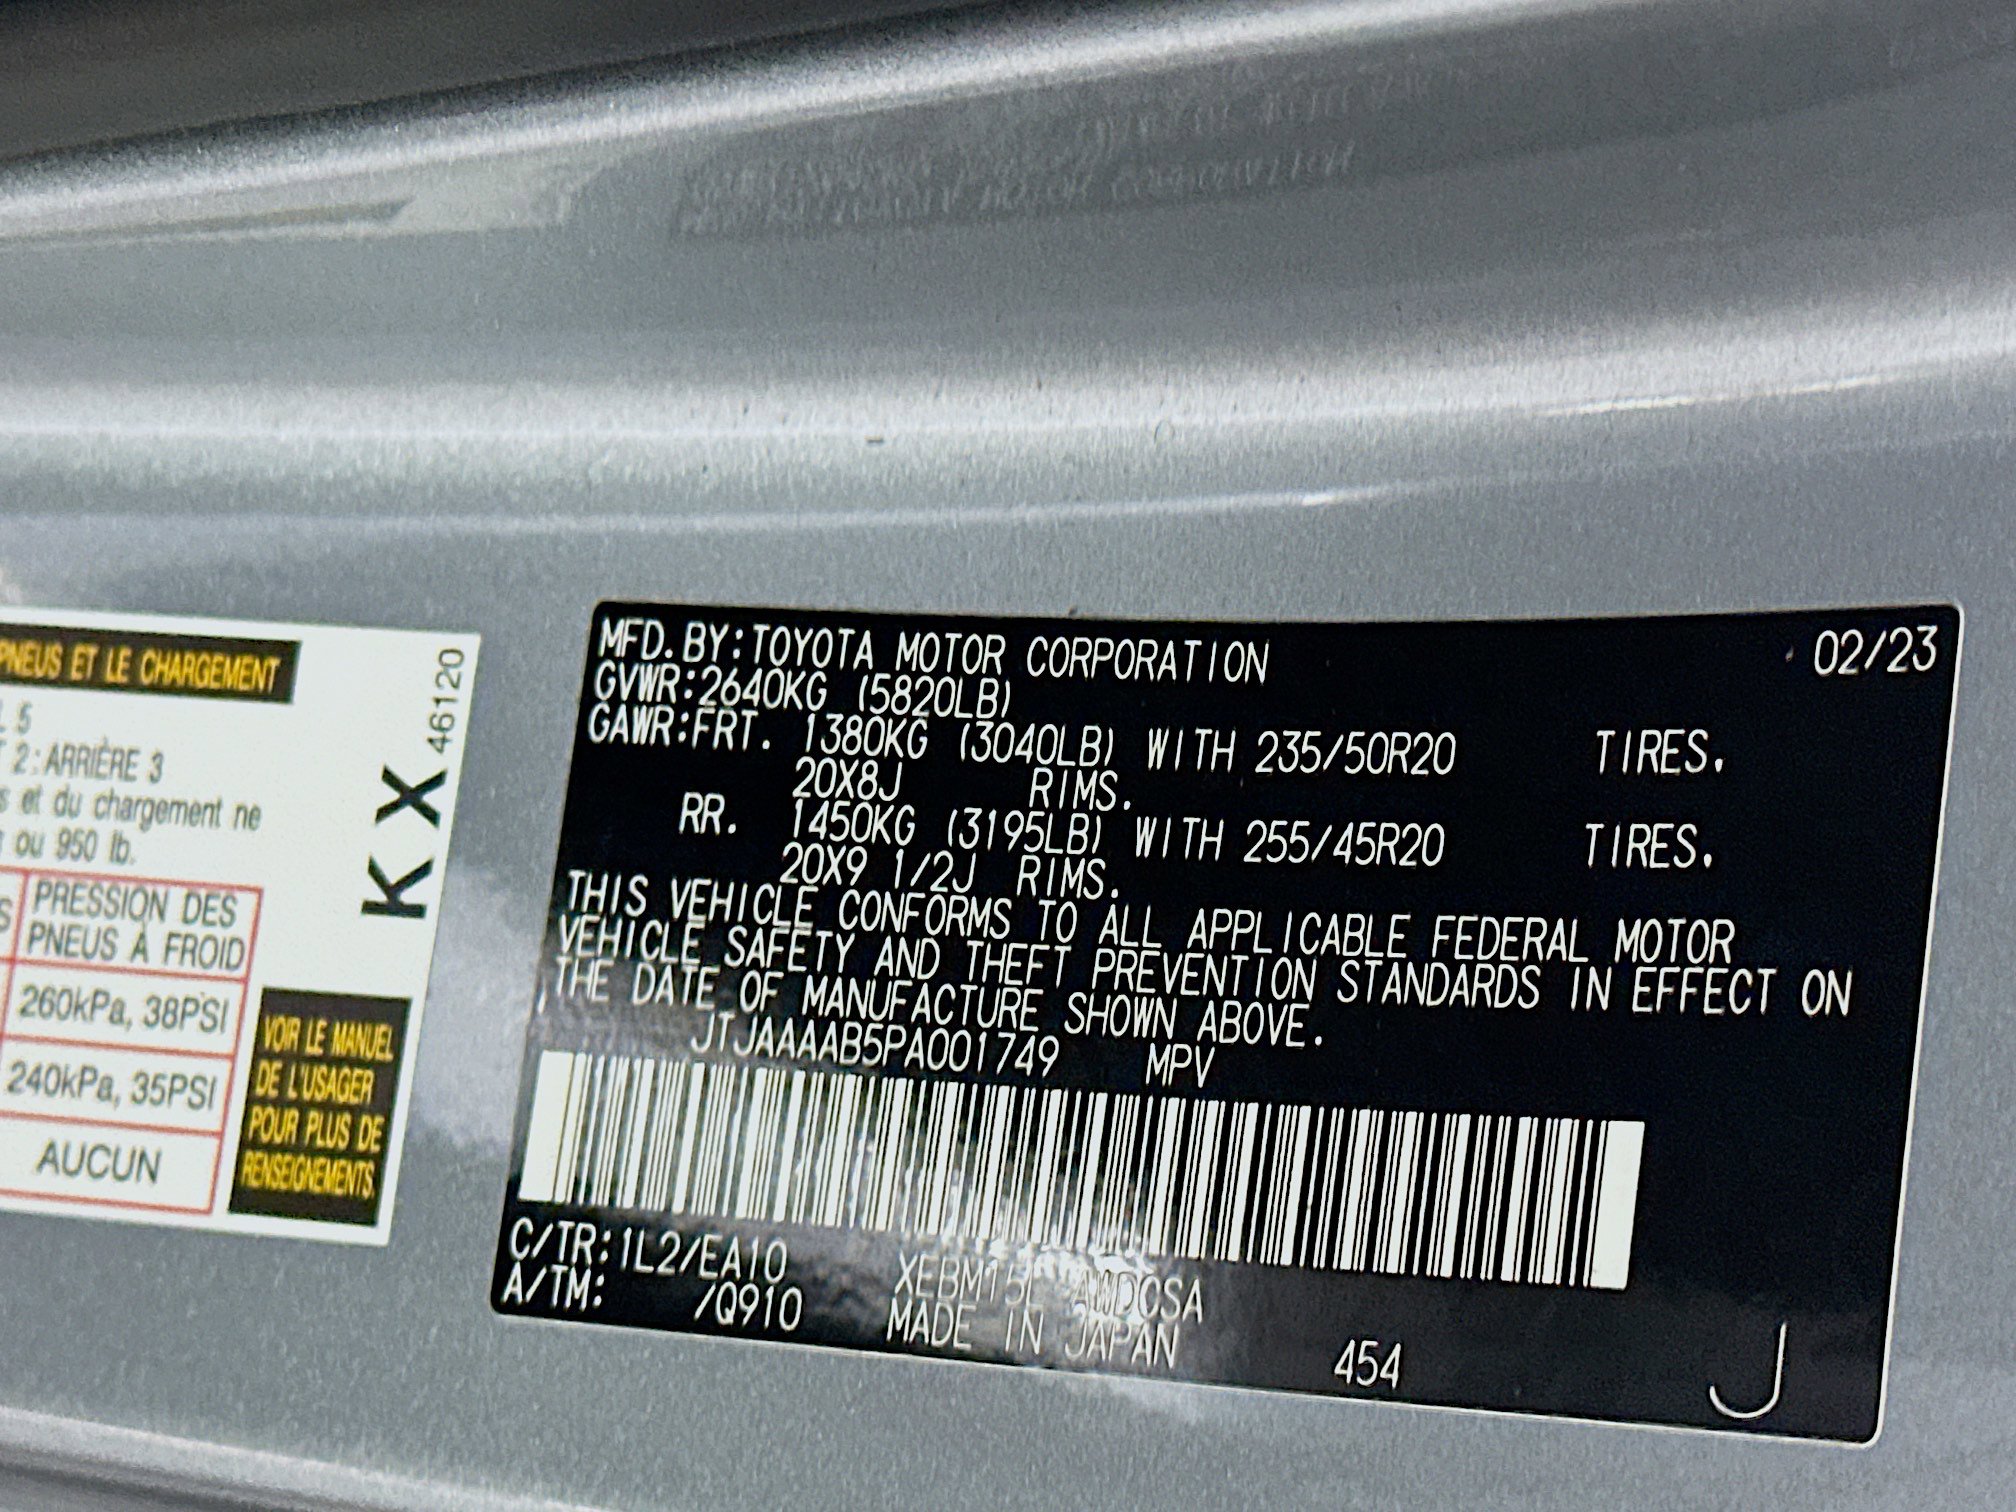 PNEUS ET LE CHARGEMENT
5
2 : ARRIÈRE 3
et du chargement ne
ou 950 lb.
PRESSION DES
PNEUS À FROID
260kPa, 38PSI
240kPa, 35PSI
AUCUN
VOIR LE MANUEL
DE L'USAGER
POUR PLUS DE
RENSEIGNEMENTS.
KX 46120
MFD.BY:TOYOTA MOTOR CORPORATION 02/23
GVWR:2640KG (5820LB)
GAWR:FRT. 1380KG (3040LB) WITH 235/50R20 TIRES.
20X8J RIMS.
RR. 1450KG (3195LB) WITH 255/45R20 TIRES.
20X9 1/2J RIMS.
THIS VEHICLE CONFORMS TO ALL APPLICABLE FEDERAL MOTOR
VEHICLE SAFETY AND THEFT PREVENTION STANDARDS IN EFFECT ON
THE DATE OF MANUFACTURE SHOWN ABOVE.
JTJAAAAB5PA001749 MPV
C/TR:1L2/EA10 XEBM15L AWDCSA
A/TM: /Q910 MADE IN JAPAN 454 J